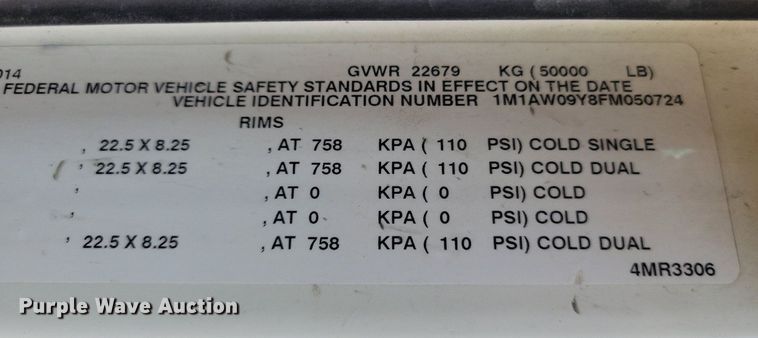 014 GVWR 22679 KG ( 50000 LB)
FEDERAL MOTOR VEHICLE SAFETY STANDARDS IN EFFECT ON THE DATE
VEHICLE IDENTIFICATION NUMBER 1M1AW09Y8FM050724
RIMS
, 22.5 X 8.25 , AT 758 KPA ( 110 PSI) COLD SINGLE
, 22.5 X 8.25 , AT 758 KPA ( 110 PSI) COLD DUAL
, , AT 0 KPA ( 0 PSI) COLD
, , AT 0 KPA ( 0 PSI) COLD
, 22.5 X 8.25 , AT 758 KPA ( 110 PSI) COLD DUAL
4MR3306
Purple Wave Auction